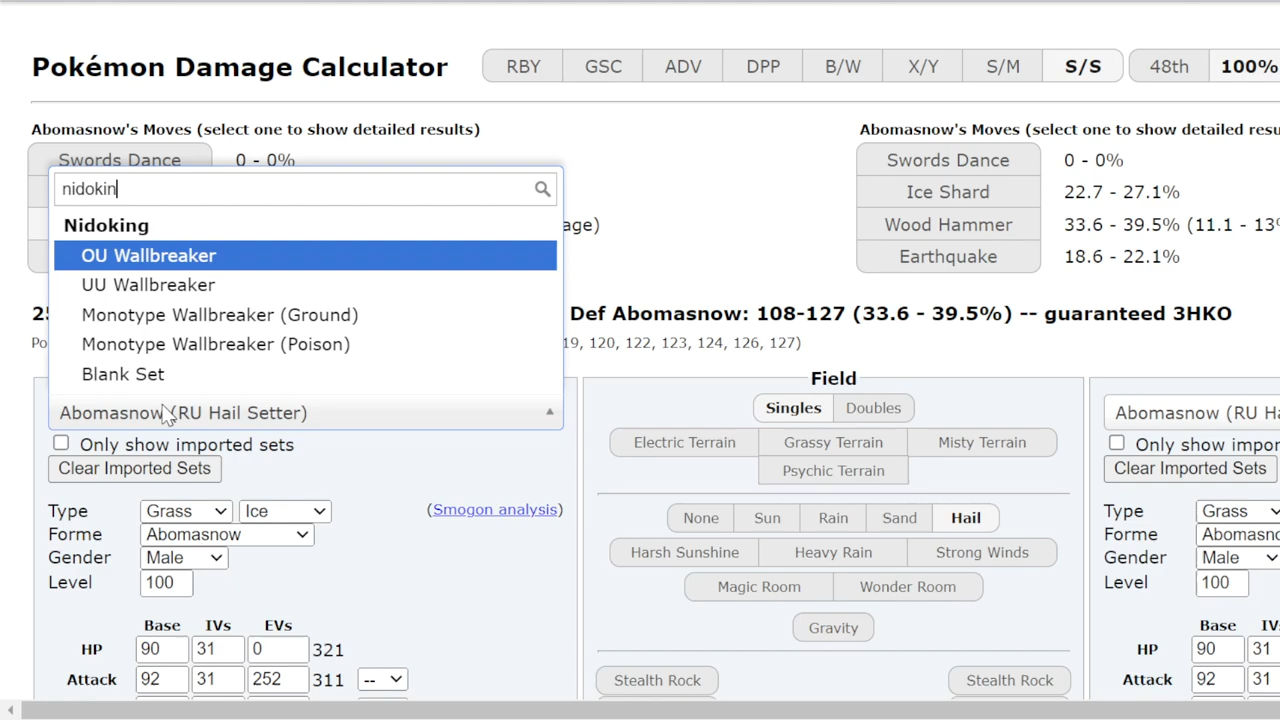 Pokémon Damage Calculator RBY GSC ADV DPP B/W X/Y S/M S/S 48th 100%
Abomasnow's Moves (select one to show detailed results) Abomasnow's Moves (select one to show detailed resu
Swords Dance 0 - 0% Swords Dance 0 - 0%
nidokin
Ice Shard 22.7 - 27.1%
Nidoking age) Wood Hammer 33.6 - 39.5% (11.1 - 13%
OU Wallbreaker Earthquake 18.6 - 22.1%
UU Wallbreaker
Monotype Wallbreaker (Ground) 25 Def Abomasnow: 108-127 (33.6 - 39.5%) -- guaranteed 3HKO
Monotype Wallbreaker (Poison) Po 19, 120, 122, 123, 124, 126, 127)
Blank Set Field
Abomasnow (RU Hail Setter) Singles Doubles Abomasnow (RU Ha
Only show imported sets Electric Terrain Grassy Terrain Misty Terrain Only show impor
Clear Imported Sets Psychic Terrain Clear Imported Sets
Type Grass Ice (Smogon analysis) None Sun Rain Sand Hail Type Grass
Forme Abomasnow Forme Abomasno
Gender Male Harsh Sunshine Heavy Rain Strong Winds Gender Male
Level 100 Magic Room Wonder Room Level 100
Base IVs EVs Gravity Base IV
HP 90 31 0 321 HP 90 31
Attack 92 31 252 311 -- Stealth Rock Stealth Rock Attack 92 31